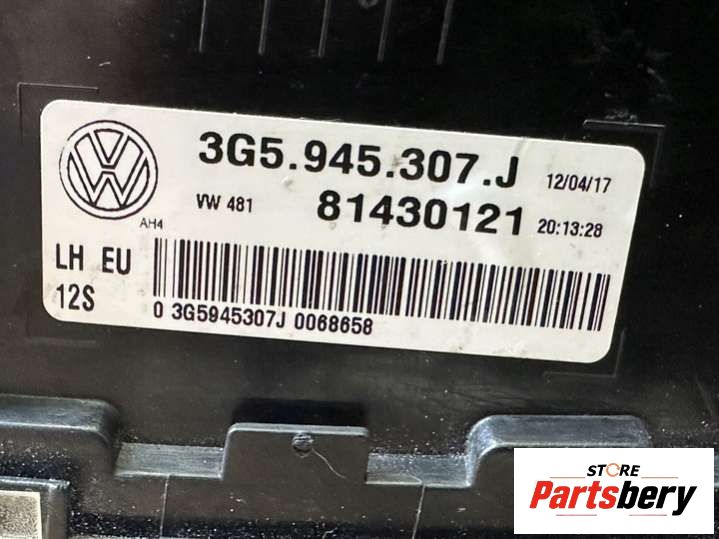 3G5.945.307.J 12/04/17
VW 481 81430121 20:13:28
AH4
LH EU
12S
0 3G5945307J 0068658
STORE
Partsbery